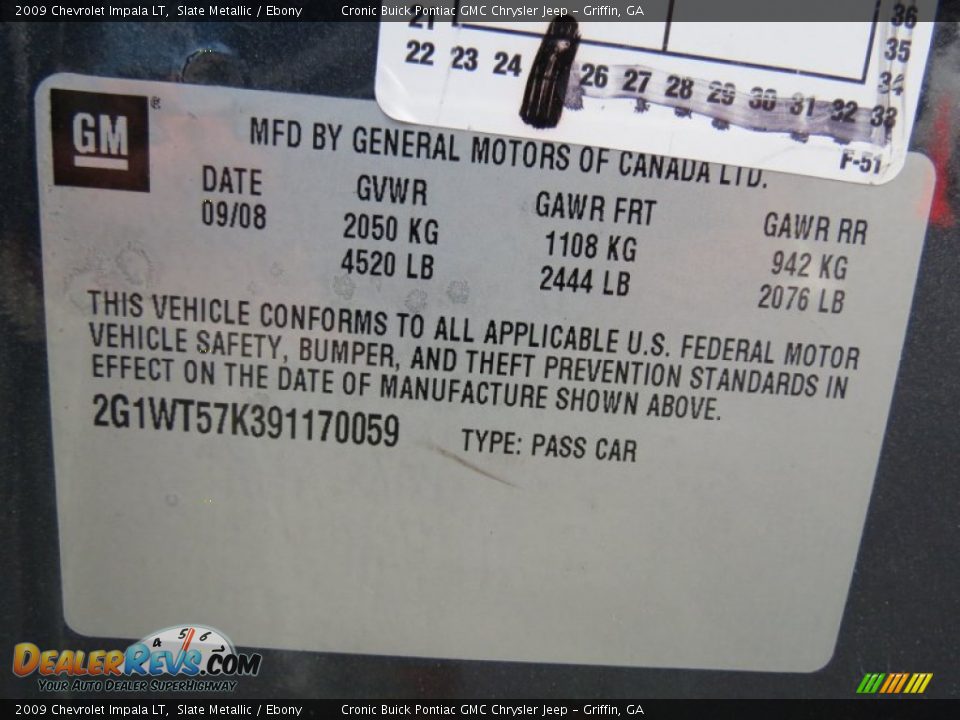 2009 Chevrolet Impala LT, Slate Metallic / Ebony Cronic Buick Pontiac GMC Chrysler Jeep – Griffin, GA
21 36
22 23 24 26 27 28 29 30 31 32 33
35
34
F-51
GM ®
MFD BY GENERAL MOTORS OF CANADA LTD.
DATE GVWR GAWR FRT GAWR RR
09/08 2050 KG 1108 KG 942 KG
4520 LB 2444 LB 2076 LB
THIS VEHICLE CONFORMS TO ALL APPLICABLE U.S. FEDERAL MOTOR
VEHICLE SAFETY, BUMPER, AND THEFT PREVENTION STANDARDS IN
EFFECT ON THE DATE OF MANUFACTURE SHOWN ABOVE.
2G1WT57K391170059 TYPE: PASS CAR
4 5 6
DEALERREVS.COM
YOUR AUTO DEALER SUPERHIGHWAY
2009 Chevrolet Impala LT, Slate Metallic / Ebony Cronic Buick Pontiac GMC Chrysler Jeep – Griffin, GA